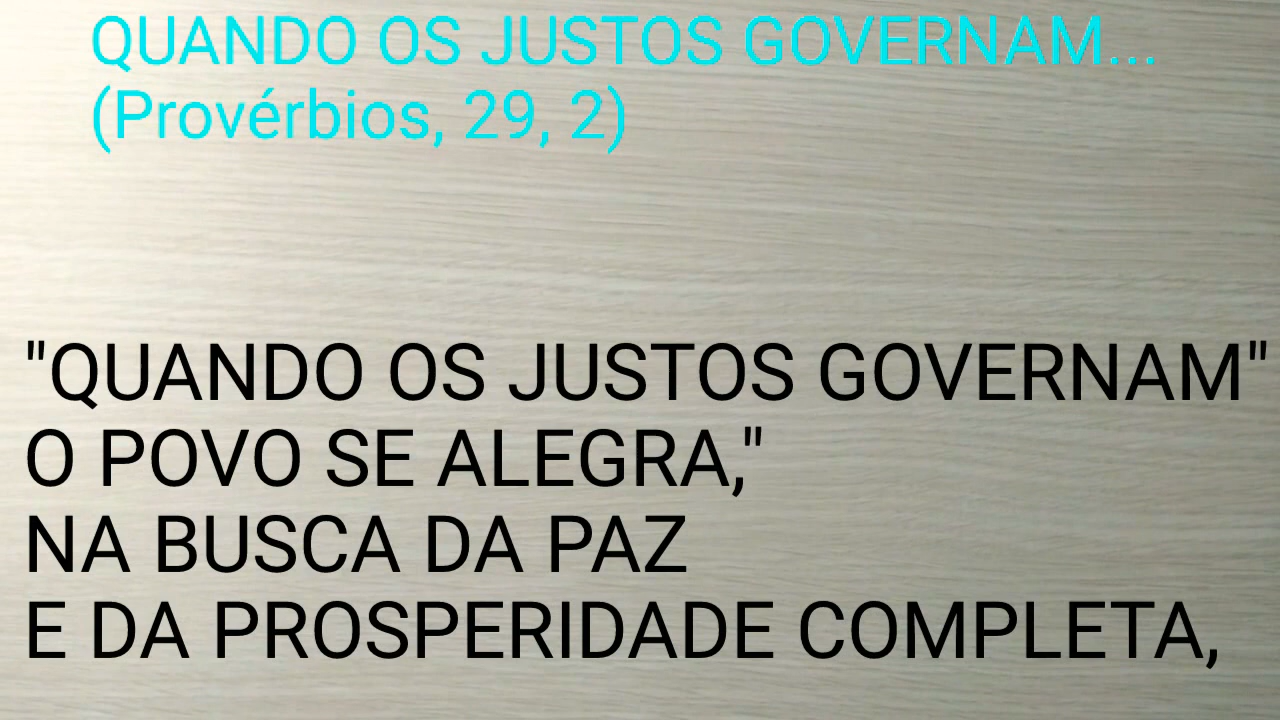 QUANDO OS JUSTOS GOVERNAM...
(Provérbios, 29, 2)
"QUANDO OS JUSTOS GOVERNAM"
O POVO SE ALEGRA,"
NA BUSCA DA PAZ
E DA PROSPERIDADE COMPLETA,